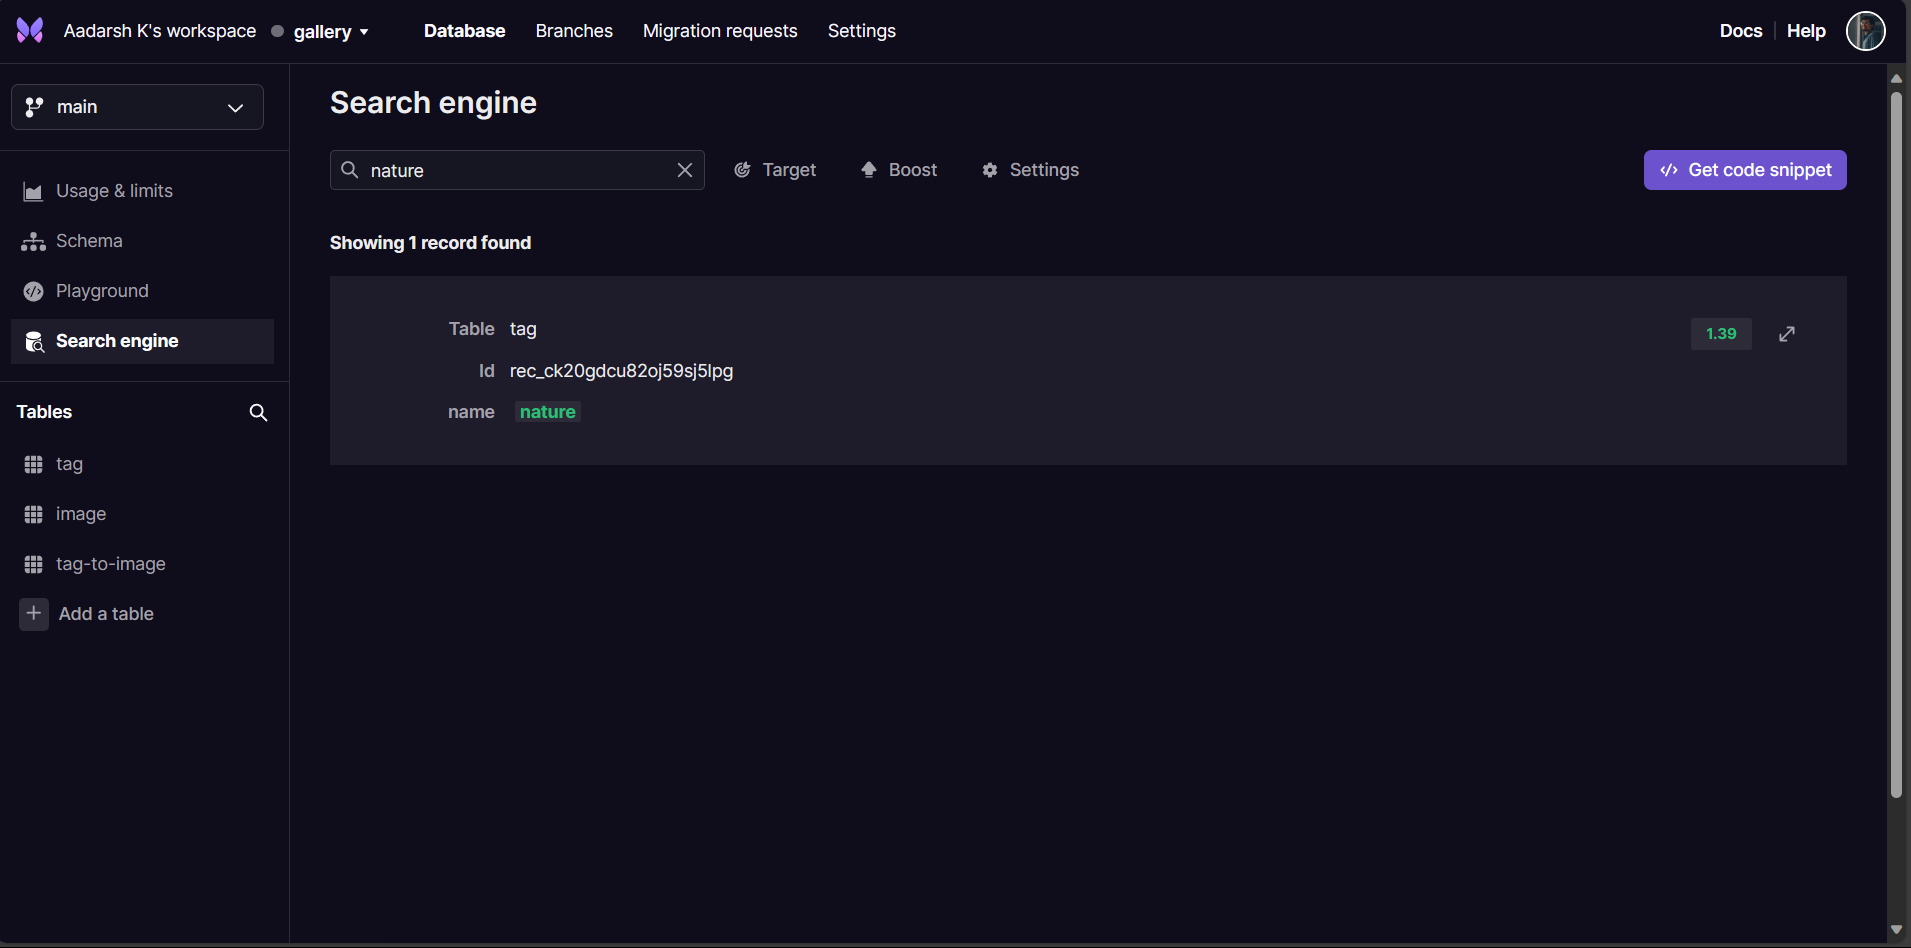 Aadarsh K's workspace gallery Database Branches Migration requests Settings Docs Help
main
Usage & limits
Schema
Playground
Search engine
Tables
tag
image
tag-to-image
Add a table
Search engine
nature Target Boost Settings Get code snippet
Showing 1 record found
Table tag 1.39
Id rec_ck20gdcu82oj59sj5lpg
name nature